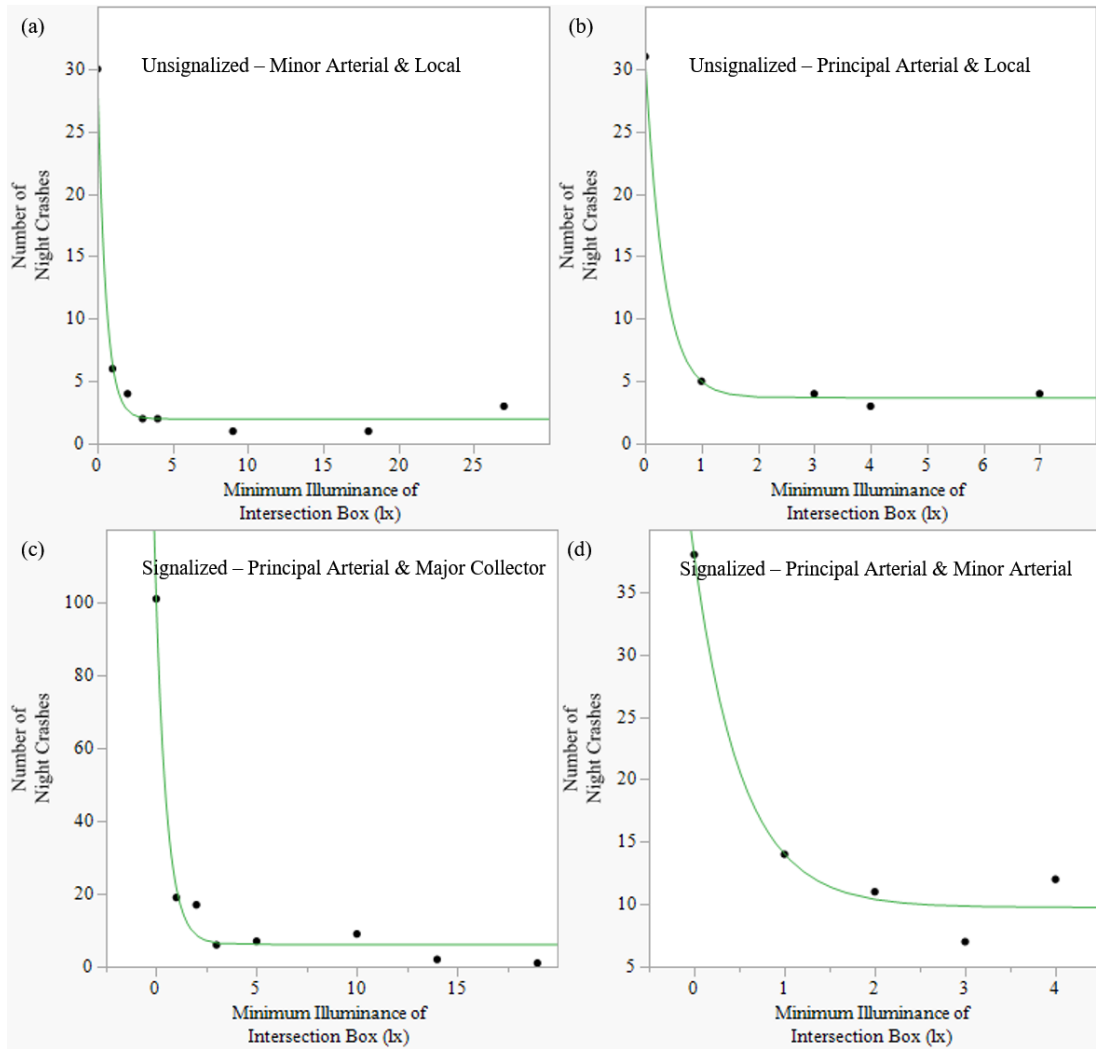 (a)
Unsignalized – Minor Arterial & Local
Number of
Night Crashes
30
25
20
15
10
5
0
0 5 10 15 20 25
Minimum Illuminance of
Intersection Box (lx)
(b)
Unsignalized – Principal Arterial & Local
Number of
Night Crashes
30
25
20
15
10
5
0
0 1 2 3 4 5 6 7
Minimum Illuminance of
Intersection Box (lx)
(c)
Signalized – Principal Arterial & Major Collector
Number of
Night Crashes
100
80
60
40
20
0
0 5 10 15
Minimum Illuminance of
Intersection Box (lx)
(d)
Signalized – Principal Arterial & Minor Arterial
Number of
Night Crashes
35
30
25
20
15
10
5
0 1 2 3 4
Minimum Illuminance of
Intersection Box (lx)